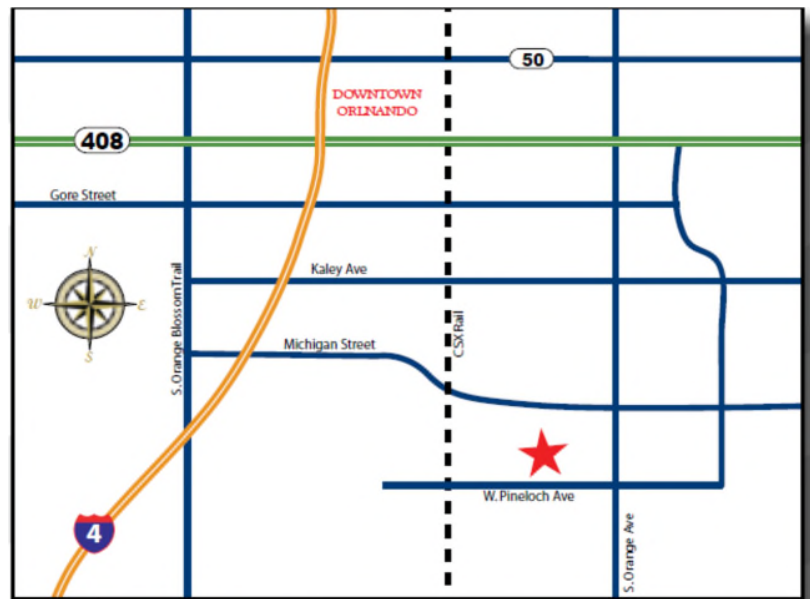 50
DOWNTOWN
ORLNANDO
408
Gore Street
N
W
E
S
Kaley Ave
S. Orange Blossom Trail
CSX Rail
Michigan Street
W. Pineloch Ave
4
S. Orange Ave